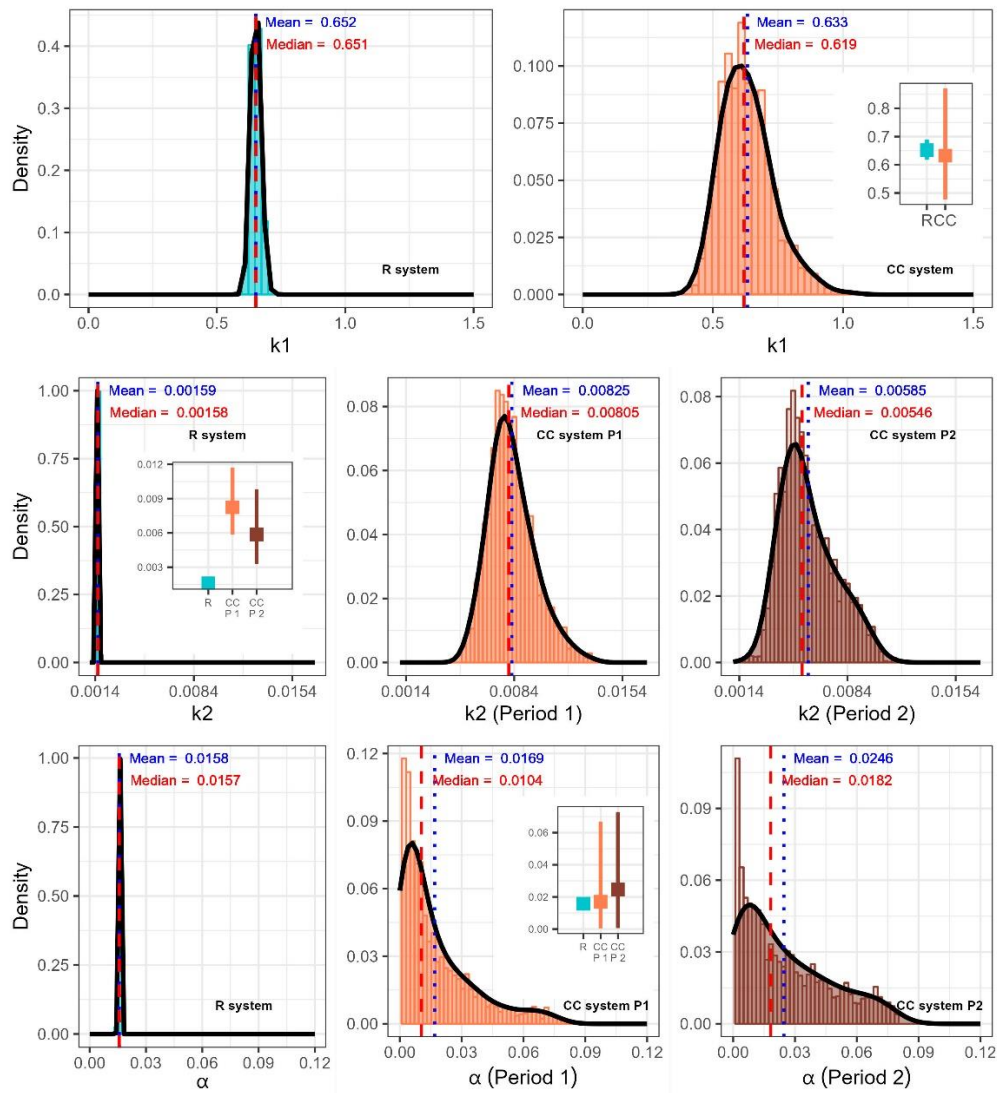 Mean = 0.652
Median = 0.651
Density
0.4
0.3
0.2
0.1
0.0
R system
0.0 0.5 1.0 1.5
k1
Mean = 0.633
Median = 0.619
0.100
0.075
0.050
0.025
0.000
0.8
0.7
0.6
0.5
RCC
CC system
0.0 0.5 1.0 1.5
k1
Mean = 0.00159
Median = 0.00158
R system
Density
1.00
0.75
0.50
0.25
0.00
0.012
0.009
0.006
0.003
R CC CC
P 1 P 2
0.0014 0.0084 0.0154
k2
Mean = 0.00825
Median = 0.00805
CC system P1
0.08
0.06
0.04
0.02
0.00
0.0014 0.0084 0.0154
k2 (Period 1)
Mean = 0.00585
Median = 0.00546
CC system P2
0.08
0.06
0.04
0.02
0.00
0.0014 0.0084 0.0154
k2 (Period 2)
Mean = 0.0158
Median = 0.0157
Density
1.00
0.75
0.50
0.25
0.00
R system
0.00 0.03 0.06 0.09 0.12
α
Mean = 0.0169
Median = 0.0104
0.12
0.09
0.06
0.03
0.00
0.06
0.04
0.02
0.00
R CC CC
P 1 P 2
CC system P1
0.00 0.03 0.06 0.09 0.12
α (Period 1)
Mean = 0.0246
Median = 0.0182
0.09
0.06
0.03
0.00
CC system P2
0.00 0.03 0.06 0.09 0.12
α (Period 2)